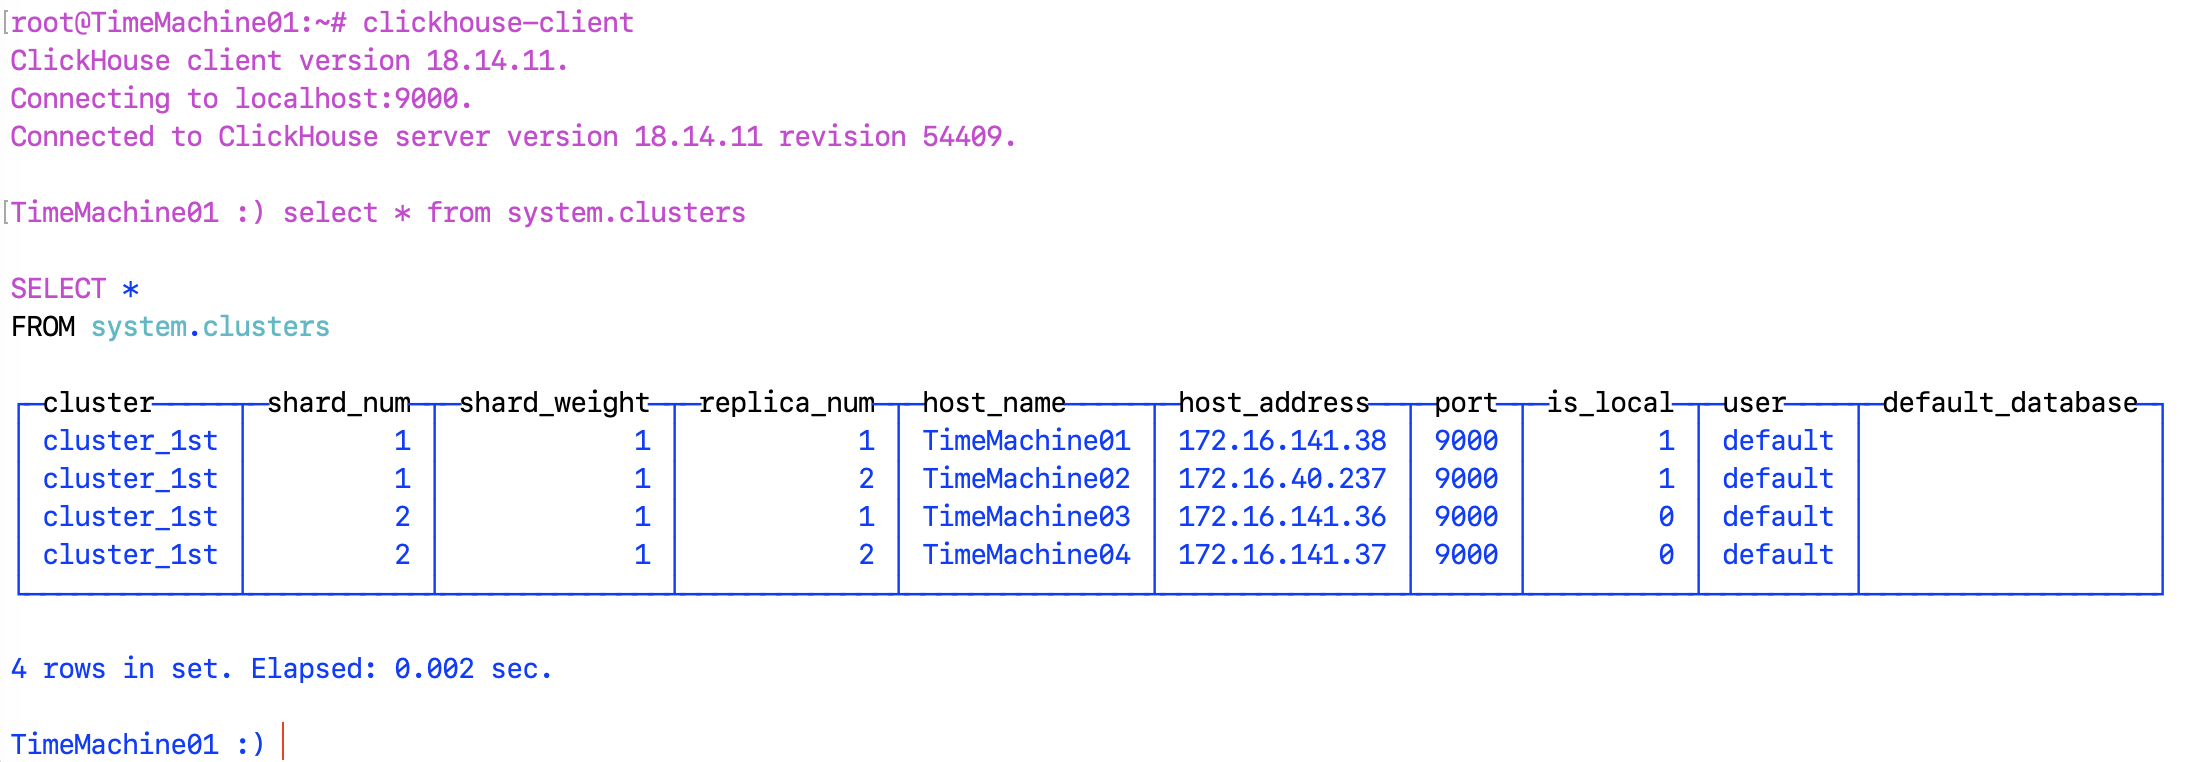 root@TimeMachine01:~# clickhouse-client
ClickHouse client version 18.14.11.
Connecting to localhost:9000.
Connected to ClickHouse server version 18.14.11 revision 54409.
TimeMachine01 :) select * from system.clusters
SELECT *
FROM system.clusters
cluster shard_num shard_weight replica_num host_name host_address port is_local user default_database
cluster_1st 1 1 1 TimeMachine01 172.16.141.38 9000 1 default
cluster_1st 1 1 2 TimeMachine02 172.16.40.237 9000 1 default
cluster_1st 2 1 1 TimeMachine03 172.16.141.36 9000 0 default
cluster_1st 2 1 2 TimeMachine04 172.16.141.37 9000 0 default
4 rows in set. Elapsed: 0.002 sec.
TimeMachine01 :)